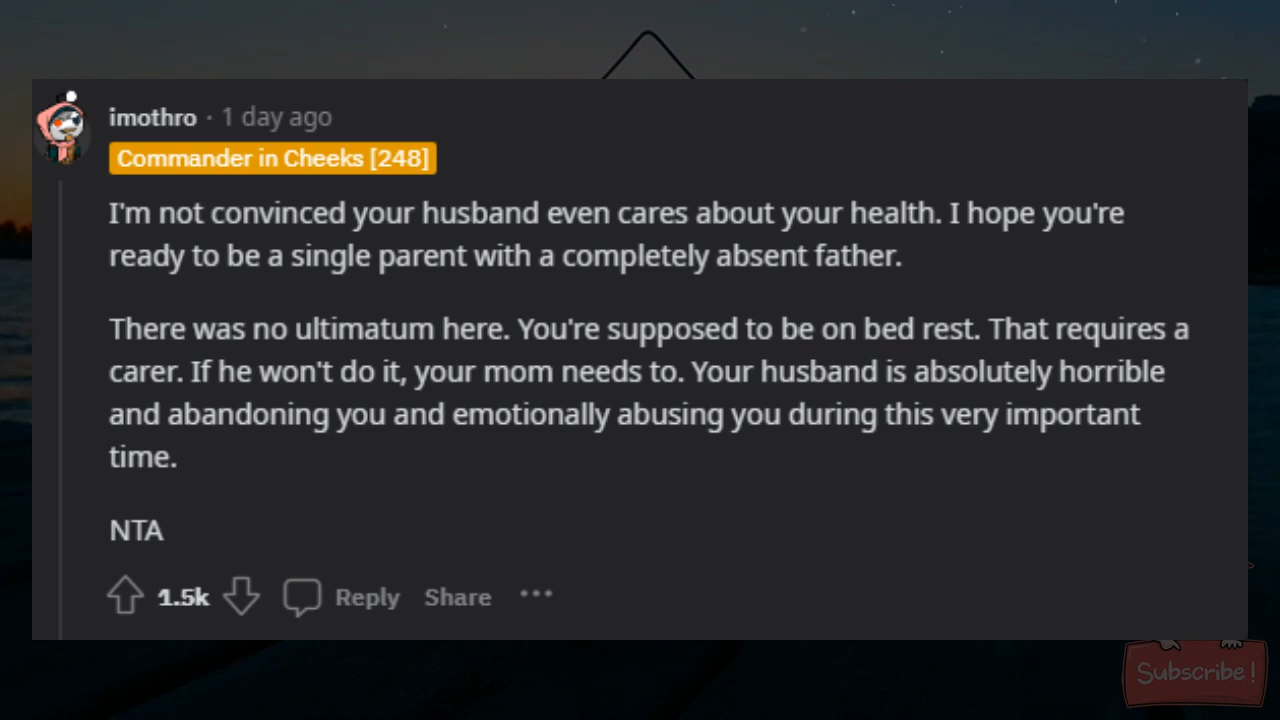 imothro · 1 day ago
Commander in Cheeks [248]
I'm not convinced your husband even cares about your health. I hope you're
ready to be a single parent with a completely absent father.
There was no ultimatum here. You're supposed to be on bed rest. That requires a
carer. If he won't do it, your mom needs to. Your husband is absolutely horrible
and abandoning you and emotionally abusing you during this very important
time.
NTA
1.5k Reply Share ···
Subscribe!